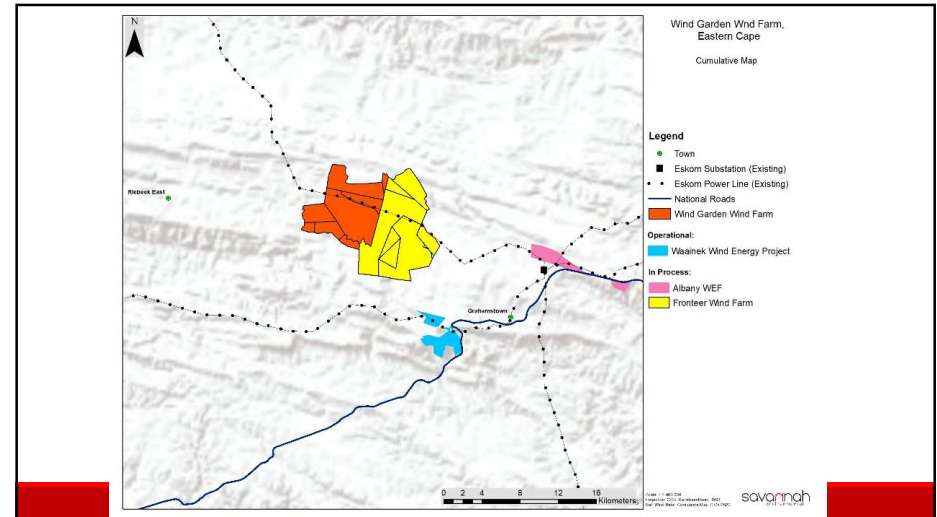 Wind Garden Wnd Farm,
Eastern Cape
Cumulative Map
N
Legend
Town
Eskom Substation (Existing)
Eskom Power Line (Existing)
National Roads
Wind Garden Wind Farm
Operational:
Waainek Wind Energy Project
In Process:
Albany WEF
Fronteer Wind Farm
Riebeek East
Grahamstown
0 2 4 8 12 16
Kilometers
savannah